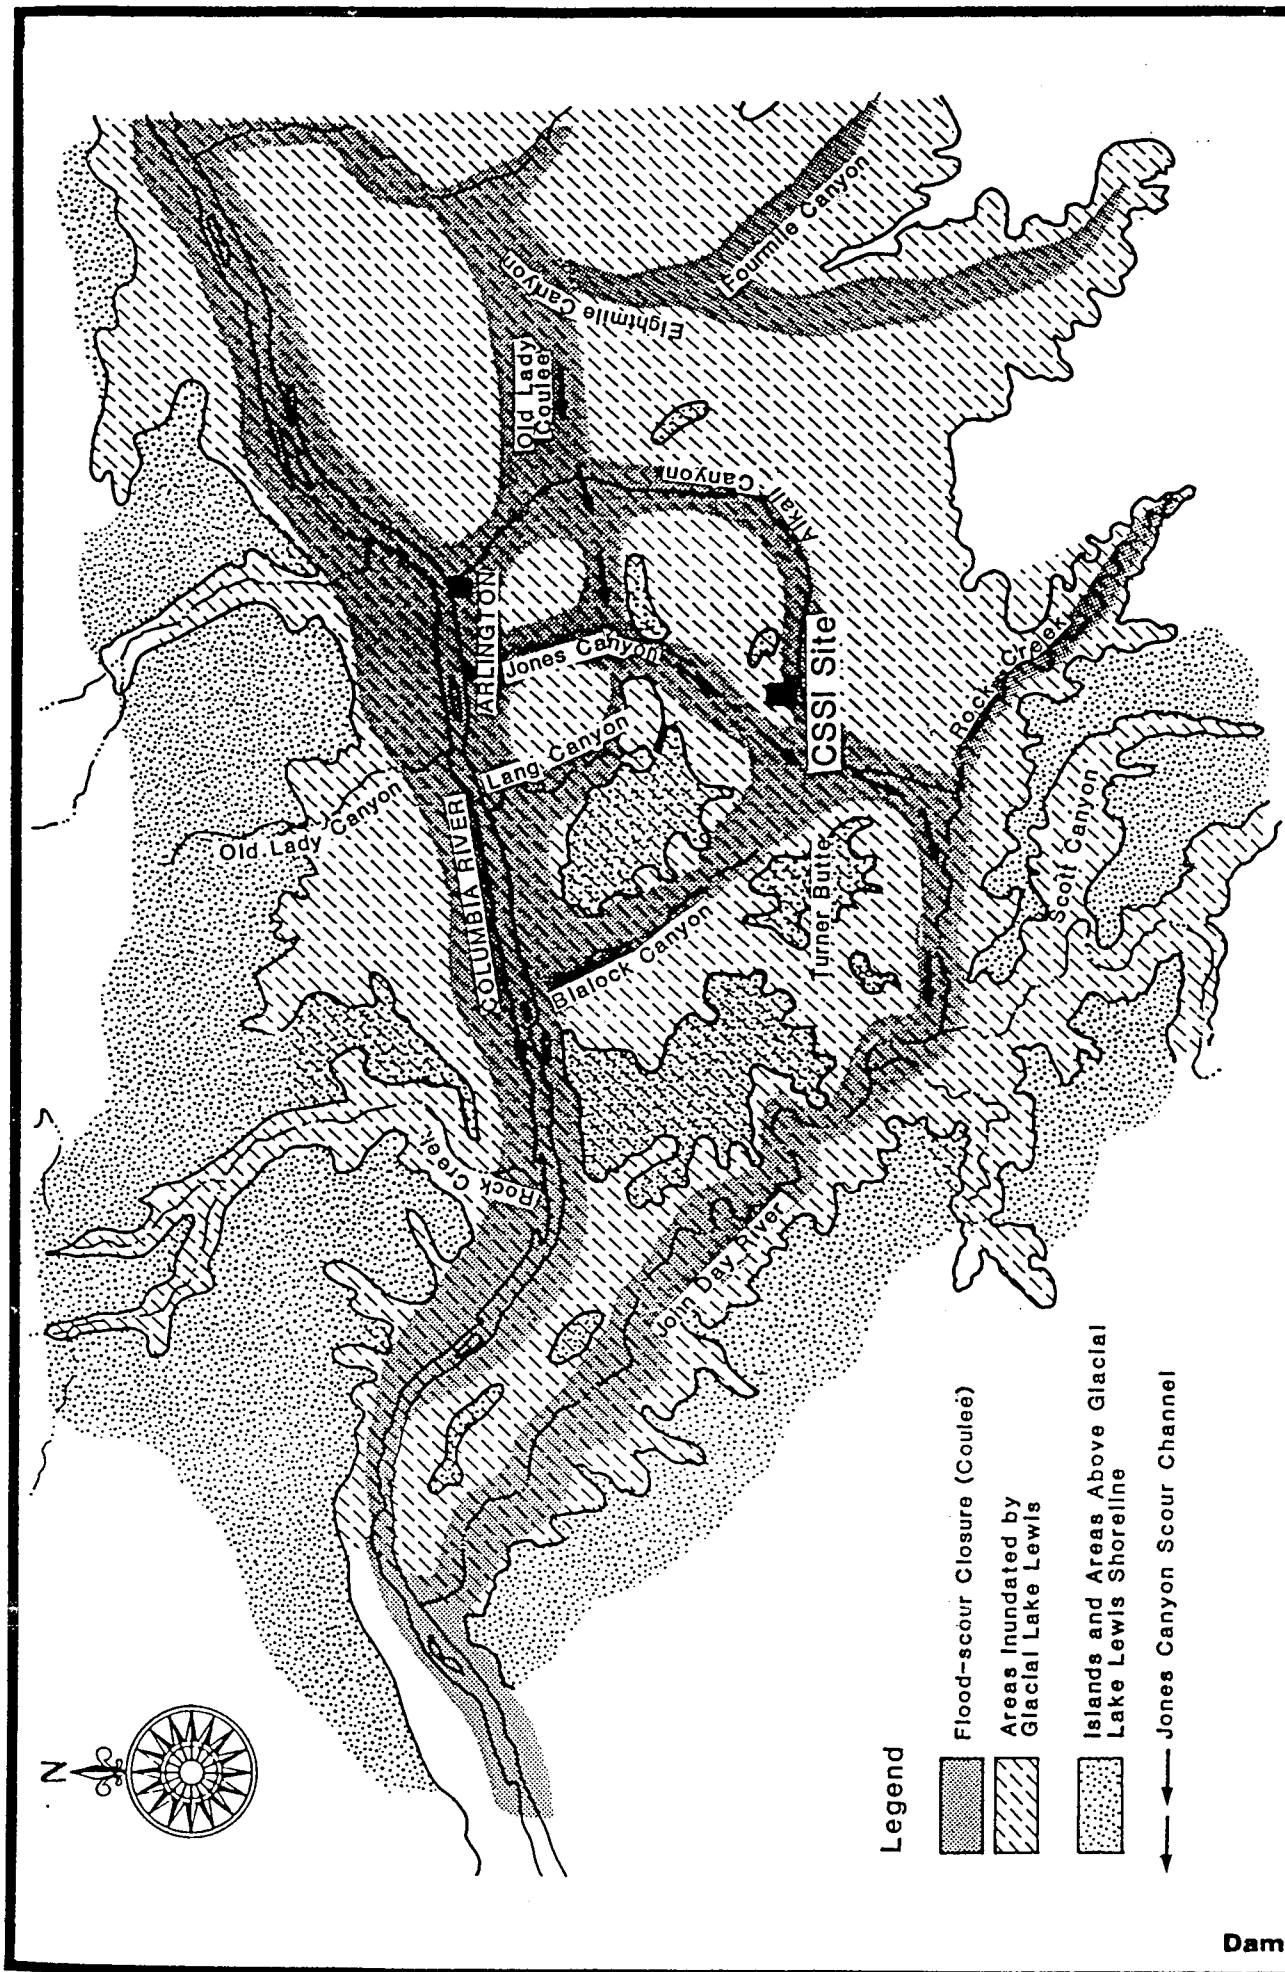 N
Old Lady Canyon
Rock Creek
COLUMBIA RIVER
ARLINGTON
Jones Canyon
Lang Canyon
Blalock Canyon
Old Lady
Coulee
Eightmile Canyon
Fourmile Canyon
Alkali Canyon
CSSI Site
Turner Butte
Rock Creek
Scott Canyon
John Day River
Legend
Flood-scour Closure (Coulee)
Areas Inundated by
Glacial Lake Lewis
Islands and Areas Above Glacial
Lake Lewis Shoreline
Jones Canyon Scour Channel
Dam